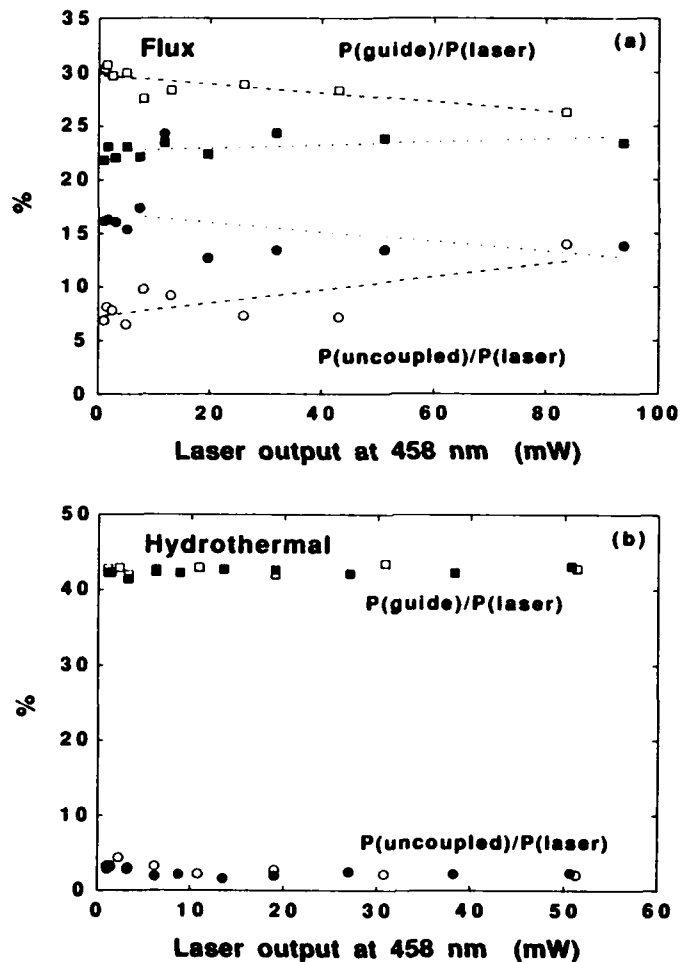 35
Flux
P(guide)/P(laser)
(a)
30
25
20
%
15
10
5
P(uncoupled)/P(laser)
0
0 20 40 60 80 100
Laser output at 458 nm (mW)
50
Hydrothermal
(b)
40
P(guide)/P(laser)
30
%
20
10
P(uncoupled)/P(laser)
0
0 10 20 30 40 50 60
Laser output at 458 nm (mW)